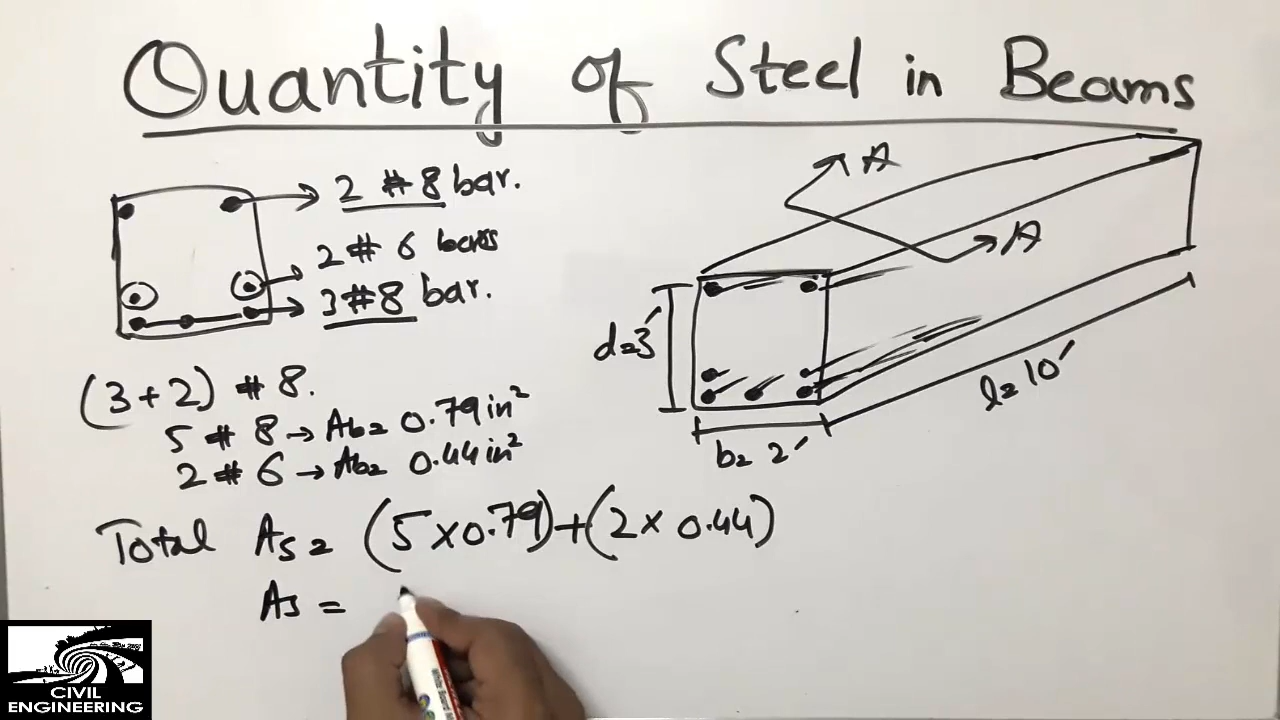 Quantity of Steel in Beams
2 #8 bar.
2 # 6 bars
3 #8 bar.
(3+2) # 8.
5 # 8 → Ab= 0.79 in²
2 # 6 → Ab= 0.44 in²
Total As = (5 x 0.79) + (2 x 0.44)
As =
A
A
d=3'
b= 2'
l= 10'
CIVIL
ENGINEERING